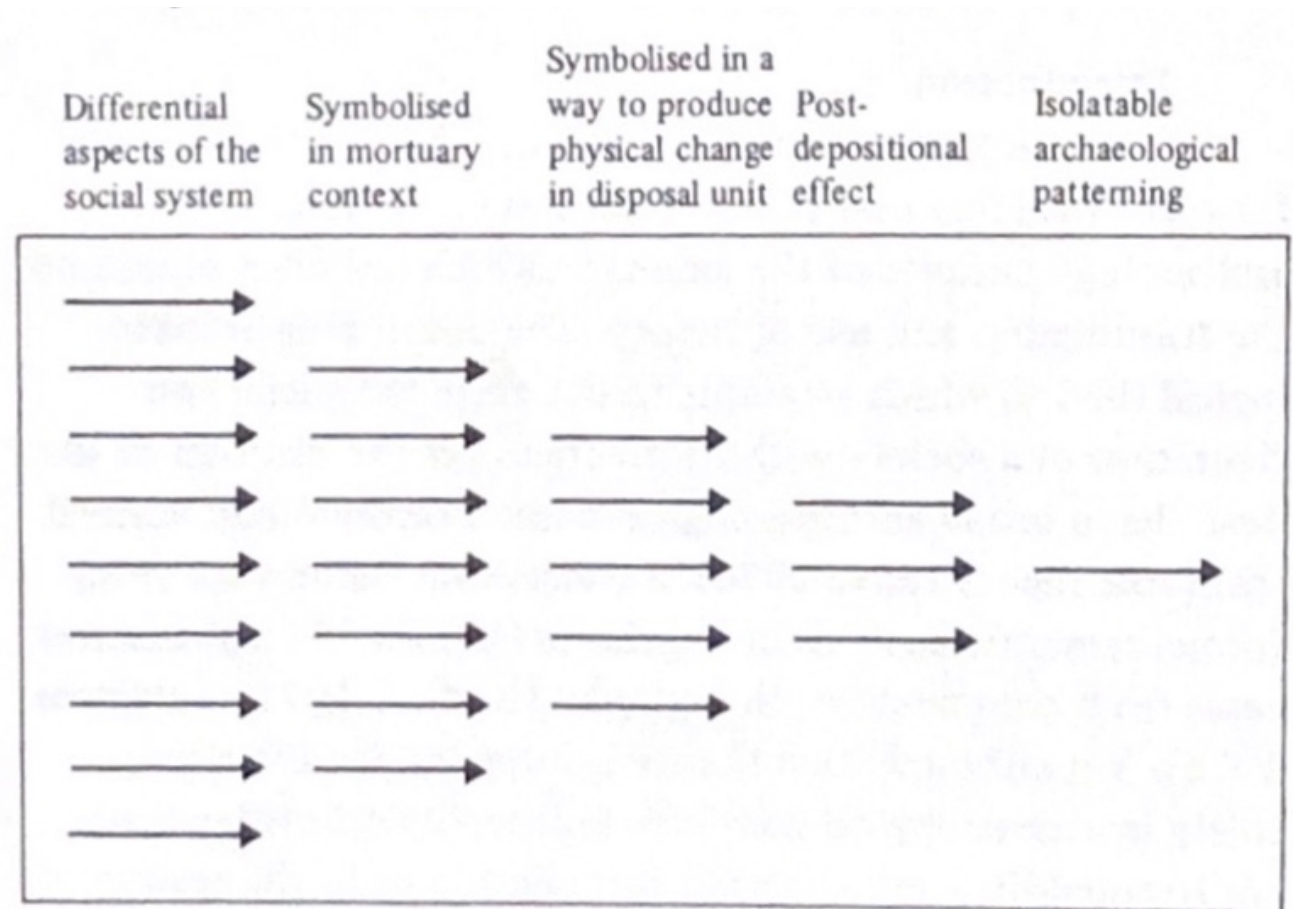 Differential
aspects of the
social system
Symbolised
in mortuary
context
Symbolised in a
way to produce
physical change
in disposal unit
Post-
depositional
effect
Isolatable
archaeological
patterning